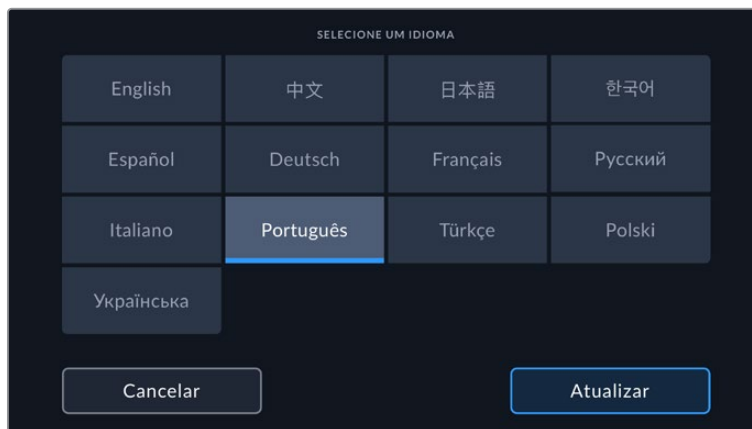 SELECIONE UM IDIOMA
English 中文 日本語 한국어
Español Deutsch Français Русский
Italiano Português Türkçe Polski
Українська
Cancelar Atualizar